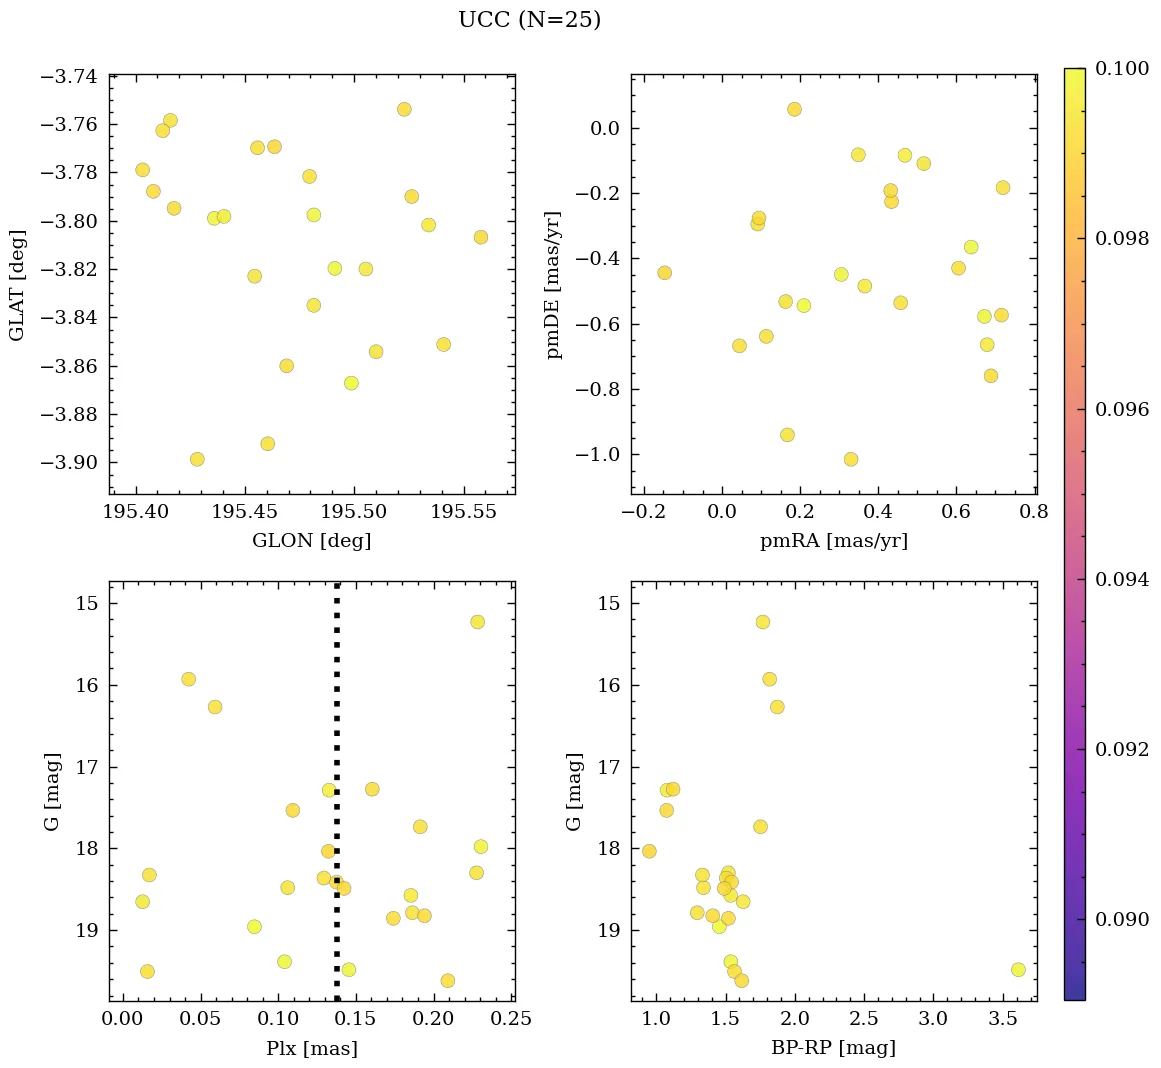 UCC (N=25)
−3.74
−3.76
−3.78
−3.80
−3.82
−3.84
−3.86
−3.88
−3.90
GLAT [deg]
195.40 195.45 195.50 195.55
GLON [deg]
0.0
−0.2
−0.4
−0.6
−0.8
−1.0
pmDE [mas/yr]
−0.2 0.0 0.2 0.4 0.6 0.8
pmRA [mas/yr]
15
16
17
18
19
G [mag]
0.00 0.05 0.10 0.15 0.20 0.25
Plx [mas]
15
16
17
18
19
G [mag]
1.0 1.5 2.0 2.5 3.0 3.5
BP-RP [mag]
0.100
0.098
0.096
0.094
0.092
0.090